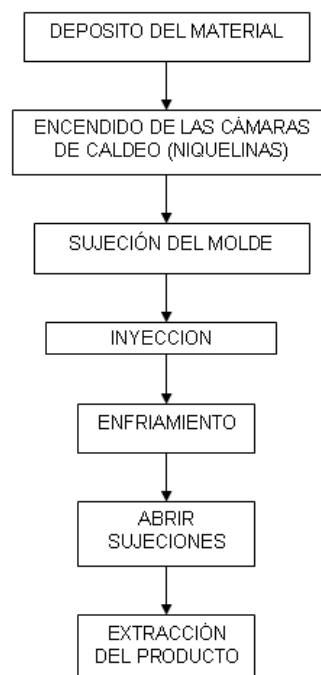 DEPOSITO DEL MATERIAL
ENCENDIDO DE LAS CÁMARAS
DE CALDEO (NIQUELINAS)
SUJECIÓN DEL MOLDE
INYECCION
ENFRIAMIENTO
ABRIR
SUJECIONES
EXTRACCIÓN
DEL PRODUCTO